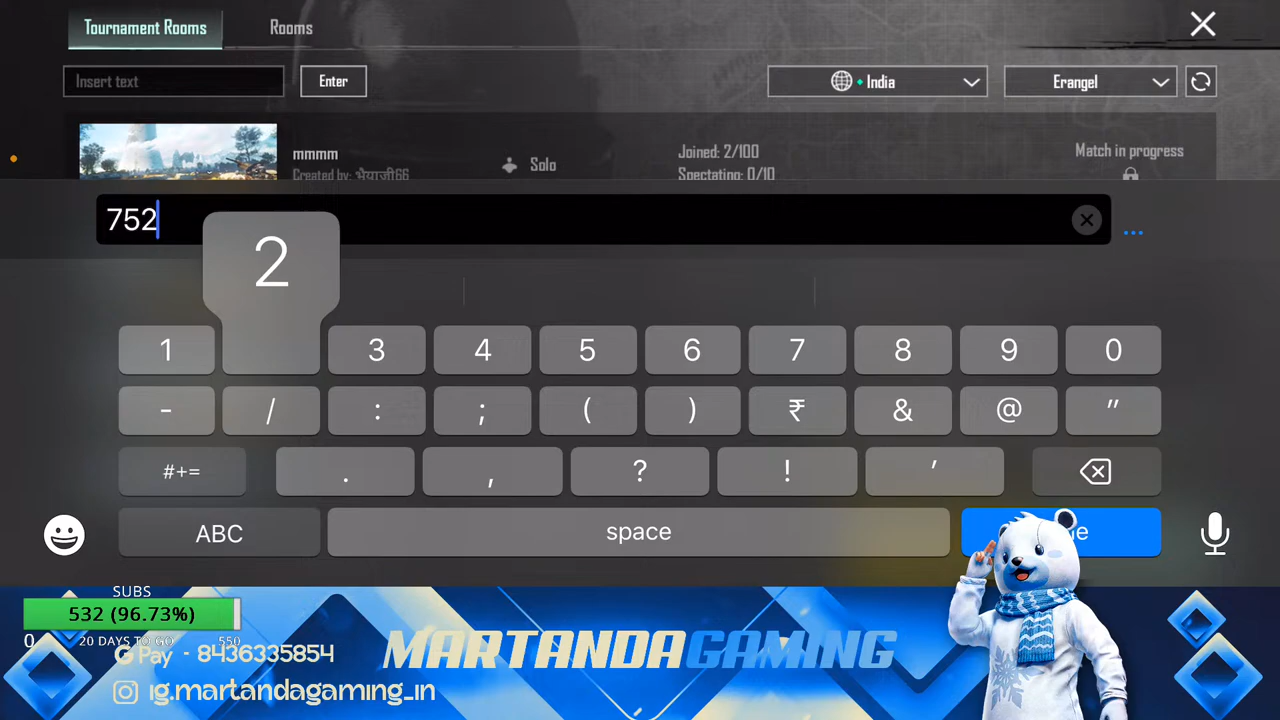 Tournament Rooms
Rooms
Insert text
Enter
India
Erangel
mmmm
Created by: भैयाजी66
Solo
Joined: 2/100
Spectating: 0/10
Match in progress
752
...
2
1 3 4 5 6 7 8 9 0
- / : ; ( ) ₹ & @ "
#+= . , ? ! '
ABC
space
SUBS
532 (96.73%)
0
20 DAYS TO GO
550
G Pay - 8436335854
MARTANDAGAMING
ig.martandagaming_in